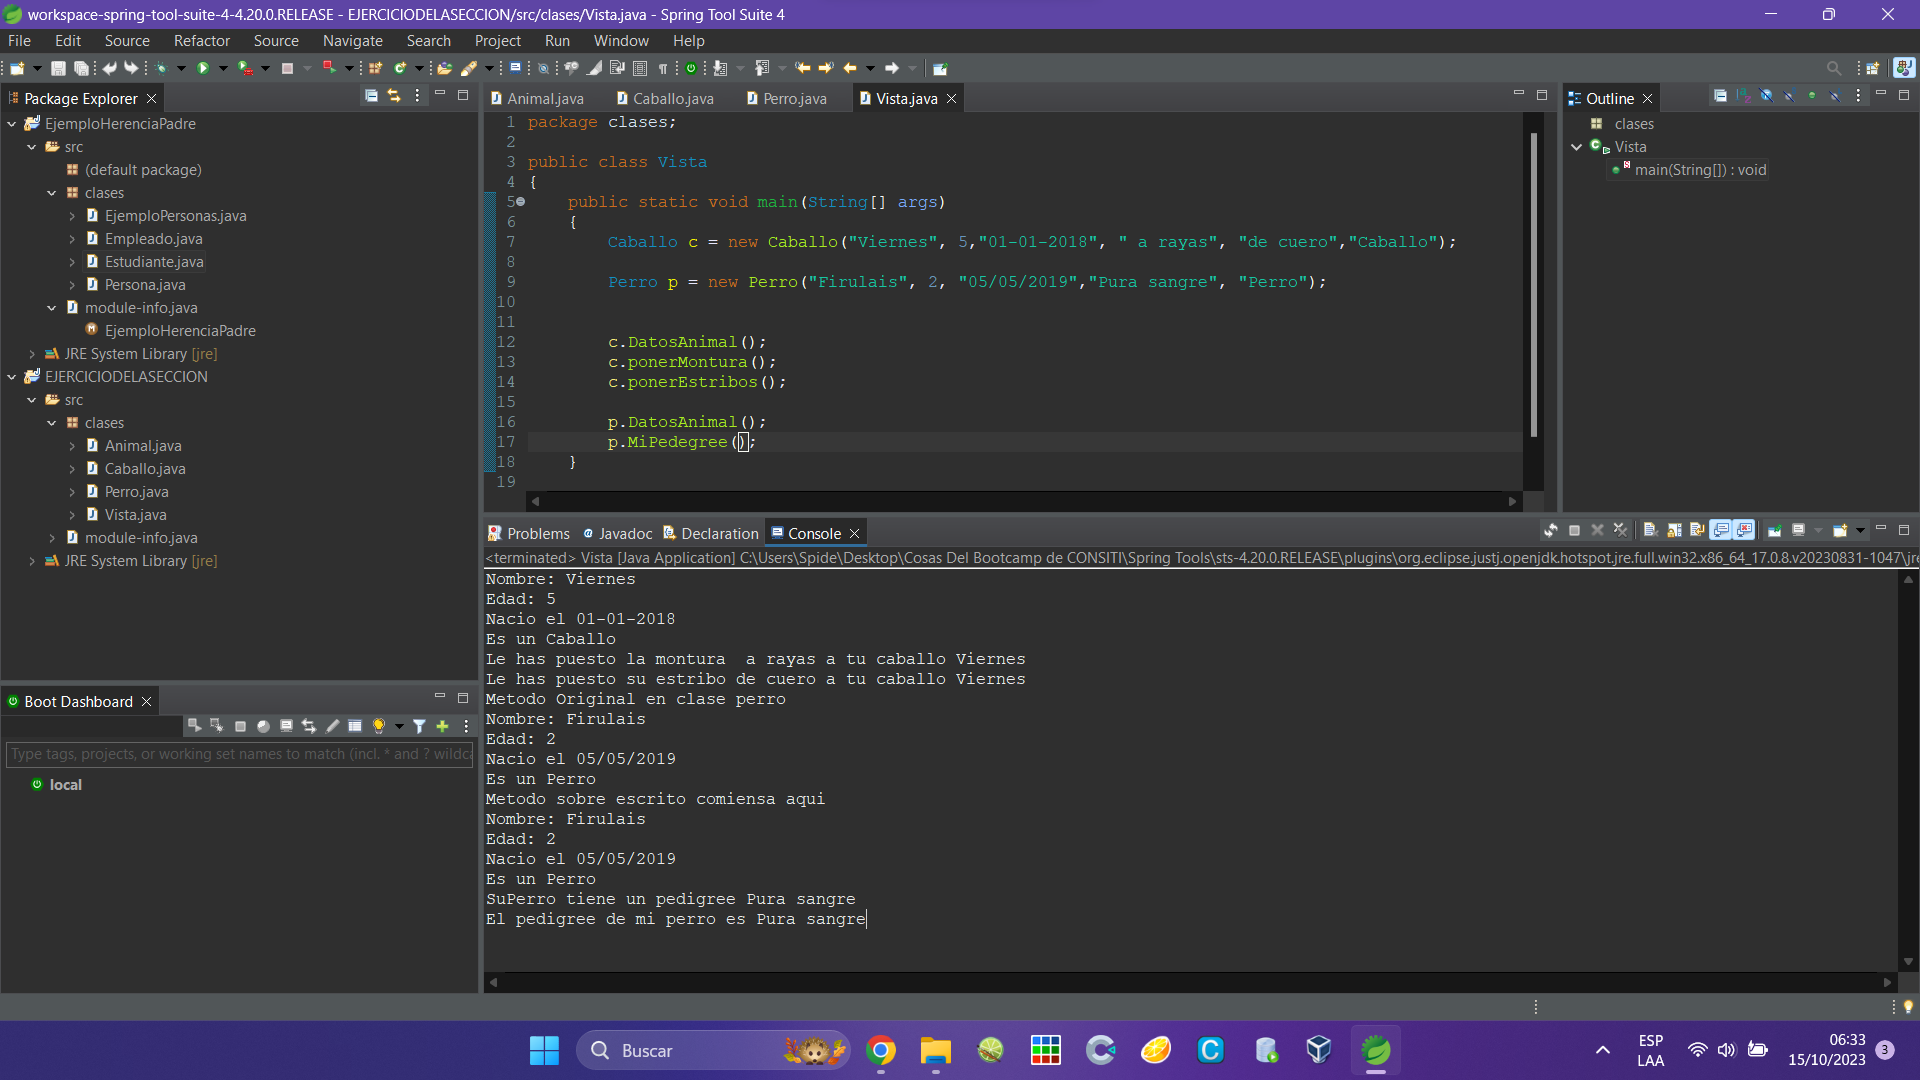 workspace-spring-tool-suite-4-4.20.0.RELEASE - EJERCICIODELASECCION/src/clases/Vista.java - Spring Tool Suite 4
File Edit Source Refactor Source Navigate Search Project Run Window Help
Package Explorer
EjemploHerenciaPadre
src
(default package)
clases
EjemploPersonas.java
Empleado.java
Estudiante.java
Persona.java
module-info.java
EjemploHerenciaPadre
JRE System Library [jre]
EJERCICIODELASECCION
src
clases
Animal.java
Caballo.java
Perro.java
Vista.java
module-info.java
JRE System Library [jre]
Boot Dashboard
Type tags, projects, or working set names to match (incl. * and ? wildca
local
Animal.java Caballo.java Perro.java Vista.java
1 package clases;
2
3 public class Vista
4 {
5 public static void main(String[] args)
6 {
7 Caballo c = new Caballo("Viernes", 5,"01-01-2018", " a rayas", "de cuero","Caballo");
8
9 Perro p = new Perro("Firulais", 2, "05/05/2019","Pura sangre", "Perro");
10
11
12 c.DatosAnimal();
13 c.ponerMontura();
14 c.ponerEstribos();
15
16 p.DatosAnimal();
17 p.MiPedegree();
18 }
19
Outline
clases
Vista
main(String[]) : void
Problems Javadoc Declaration Console
<terminated> Vista [Java Application] C:\Users\Spide\Desktop\Cosas Del Bootcamp de CONSITI\Spring Tools\sts-4.20.0.RELEASE\plugins\org.eclipse.justj.openjdk.hotspot.jre.full.win32.x86_64_17.0.8.v20230831-1047\jre
Nombre: Viernes
Edad: 5
Nacio el 01-01-2018
Es un Caballo
Le has puesto la montura  a rayas a tu caballo Viernes
Le has puesto su estribo de cuero a tu caballo Viernes
Metodo Original en clase perro
Nombre: Firulais
Edad: 2
Nacio el 05/05/2019
Es un Perro
Metodo sobre escrito comiensa aqui
Nombre: Firulais
Edad: 2
Nacio el 05/05/2019
Es un Perro
SuPerro tiene un pedigree Pura sangre
El pedigree de mi perro es Pura sangre
Buscar
ESP
LAA
06:33
15/10/2023
3